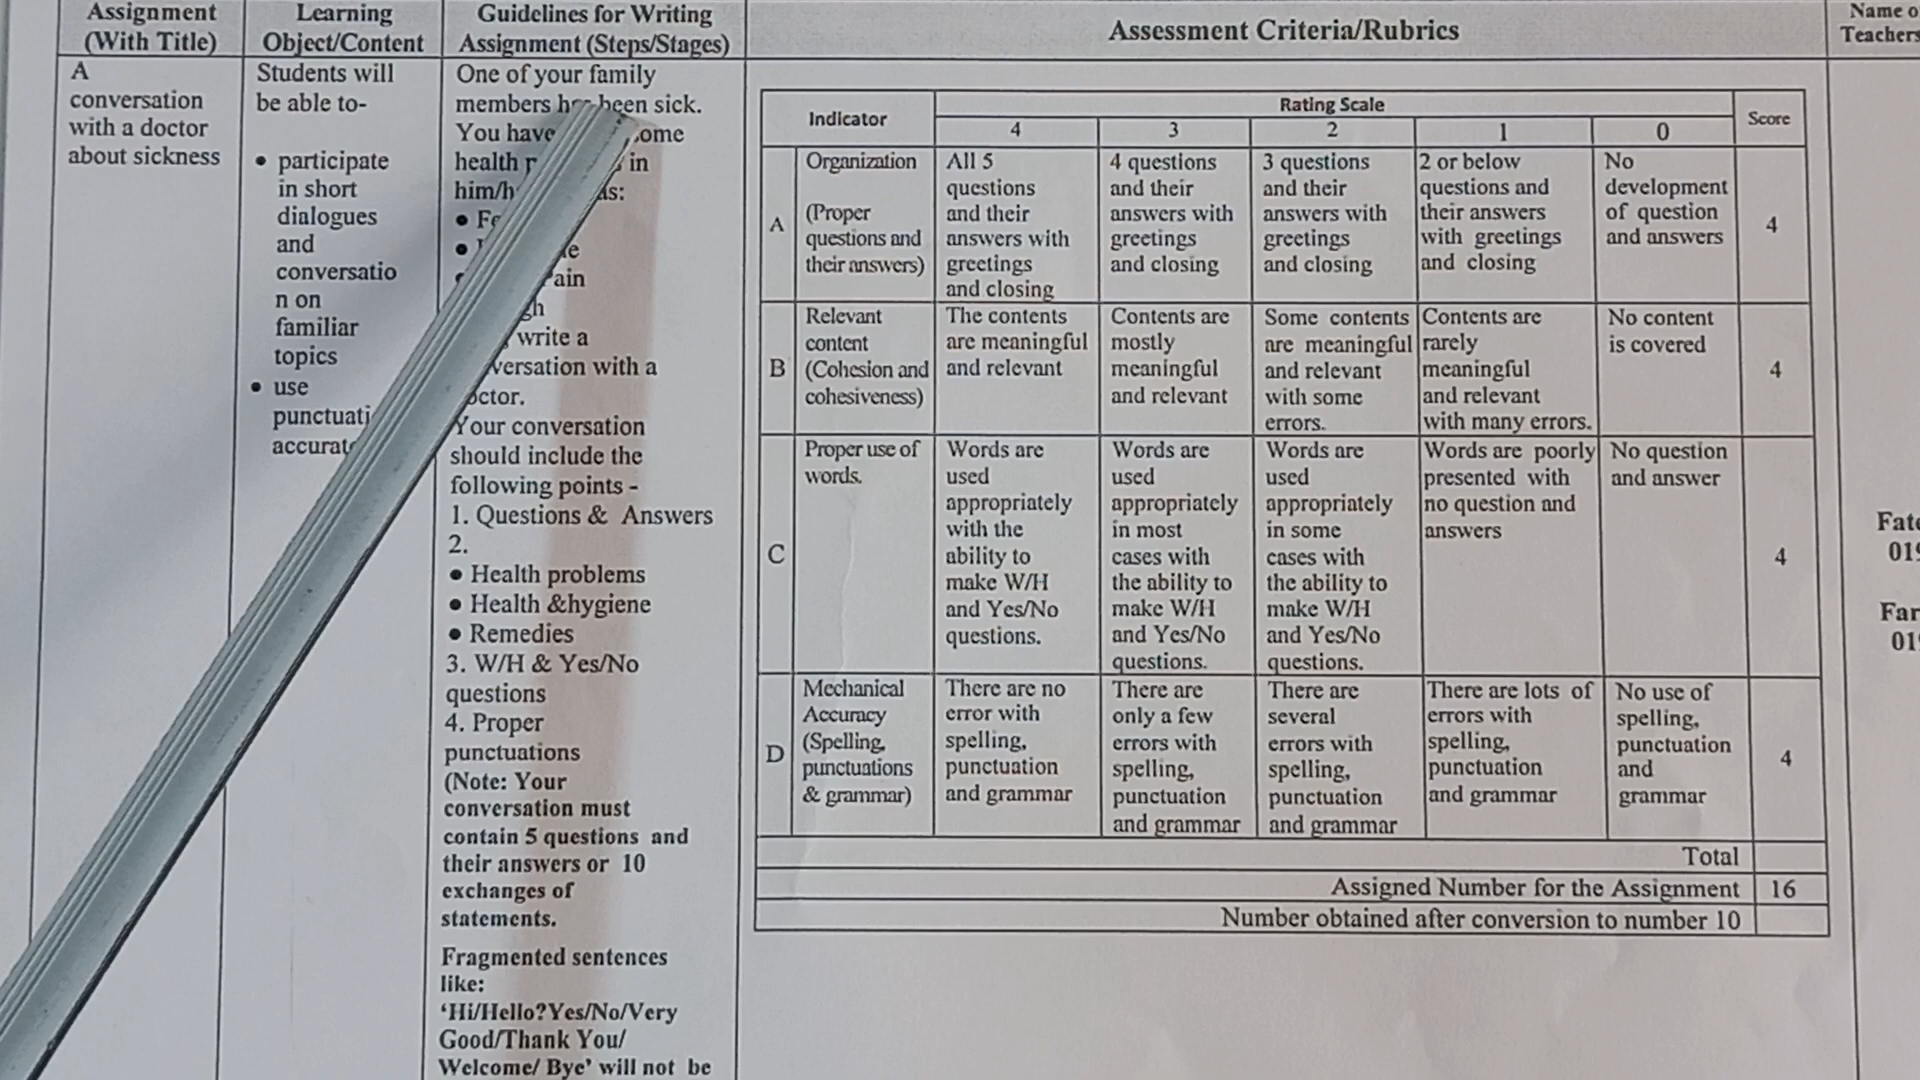 Assignment
(With Title)
Learning
Object/Content
Guidelines for Writing
Assignment (Steps/Stages)
Assessment Criteria/Rubrics
Name
Teachers
A
conversation
with a doctor
about sickness
Students will
be able to-
• participate
in short
dialogues
and
conversatio
n on
familiar
topics
• use
One of your family
members been sick.
You have
health in
•
•
write a
with a
Your conversation
should include the
following points -
1. Questions & Answers
2.
• Health problems
• Health &hygiene
• Remedies
3. W/H & Yes/No
questions
4. Proper
punctuations
(Note: Your
conversation must
contain 5 questions and
their answers or 10
exchanges of
statements.
Fragmented sentences
like:
‘Hi/Hello?Yes/No/Very
Good/Thank You/
Welcome/ Bye’ will not be
Indicator
Rating Scale
Score
4
3
2
1
0
A
Organization
(Proper
questions and
their answers)
All 5
questions
and their
answers with
greetings
and closing
4 questions
and their
answers with
greetings
and closing
3 questions
and their
answers with
greetings
and closing
2 or below
questions and
their answers
with greetings
and closing
No
development
of question
and answers
4
B
Relevant
content
(Cohesion and
cohesiveness)
The contents
are meaningful
and relevant
Contents are
mostly
meaningful
and relevant
Some contents
are meaningful
and relevant
with some
errors.
Contents are
rarely
meaningful
and relevant
with many errors.
No content
is covered
4
C
Proper use of
words.
Words are
used
appropriately
with the
ability to
make W/H
and Yes/No
questions.
Words are
used
appropriately
in most
cases with
the ability to
make W/H
and Yes/No
questions.
Words are
used
appropriately
in some
cases with
the ability to
make W/H
and Yes/No
questions.
Words are poorly
presented with
no question and
answers
No question
and answer
4
D
Mechanical
Accuracy
(Spelling,
punctuations
& grammar)
There are no
error with
spelling,
punctuation
and grammar
There are
only a few
errors with
spelling,
punctuation
and grammar
There are
several
errors with
spelling,
punctuation
and grammar
There are lots of
errors with
spelling,
punctuation
and grammar
No use of
spelling,
punctuation
and
grammar
4
Total
Assigned Number for the Assignment 16
Number obtained after conversion to number 10